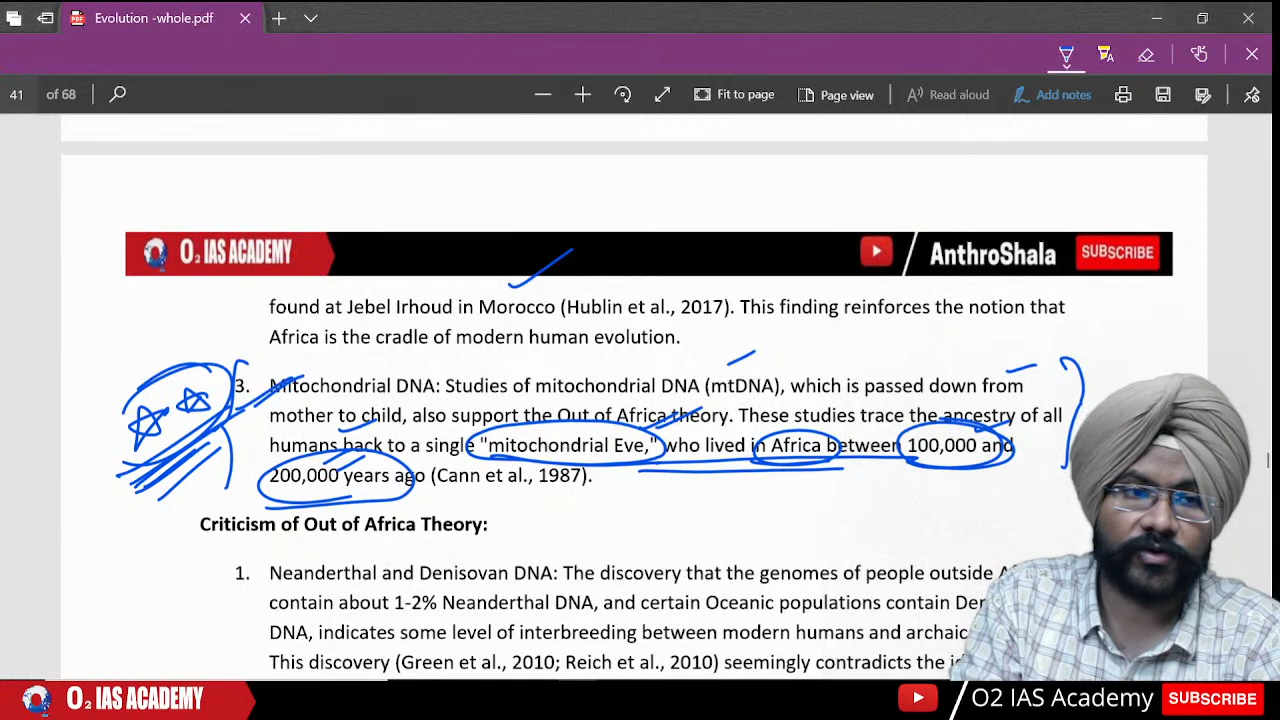 Evolution -whole.pdf
41 of 68
Fit to page
Page view
Read aloud
Add notes
O2 IAS ACADEMY
AnthroShala
SUBSCRIBE
found at Jebel Irhoud in Morocco (Hublin et al., 2017). This finding reinforces the notion that
Africa is the cradle of modern human evolution.
3. Mitochondrial DNA: Studies of mitochondrial DNA (mtDNA), which is passed down from
mother to child, also support the Out of Africa theory. These studies trace the ancestry of all
humans back to a single "mitochondrial Eve," who lived in Africa between 100,000 and
200,000 years ago (Cann et al., 1987).
Criticism of Out of Africa Theory:
1. Neanderthal and Denisovan DNA: The discovery that the genomes of people outside
contain about 1-2% Neanderthal DNA, and certain Oceanic populations contain
DNA, indicates some level of interbreeding between modern humans and archaic
This discovery (Green et al., 2010; Reich et al., 2010) seemingly contradicts the
O2 IAS ACADEMY
O2 IAS Academy
SUBSCRIBE